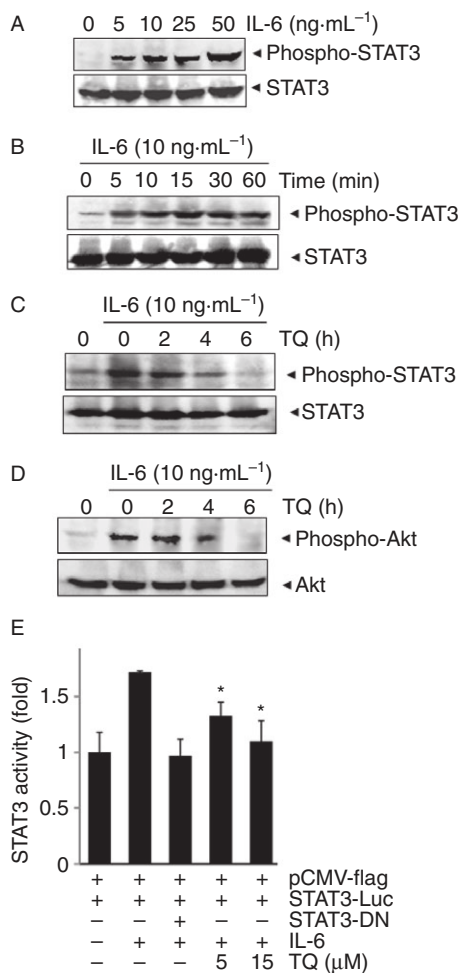 A 0 5 10 25 50 IL-6 (ng·mL⁻¹)
Phospho-STAT3
STAT3
B IL-6 (10 ng·mL⁻¹)
0 5 10 15 30 60 Time (min)
Phospho-STAT3
STAT3
C IL-6 (10 ng·mL⁻¹)
0 0 2 4 6 TQ (h)
Phospho-STAT3
STAT3
D IL-6 (10 ng·mL⁻¹)
0 0 2 4 6 TQ (h)
Phospho-Akt
Akt
E
STAT3 activity (fold)
1.5
1
0.5
0
* *
+ + + + + pCMV-flag
+ + + + + STAT3-Luc
– – + – – STAT3-DN
– + + + + IL-6
– – – 5 15 TQ (μM)